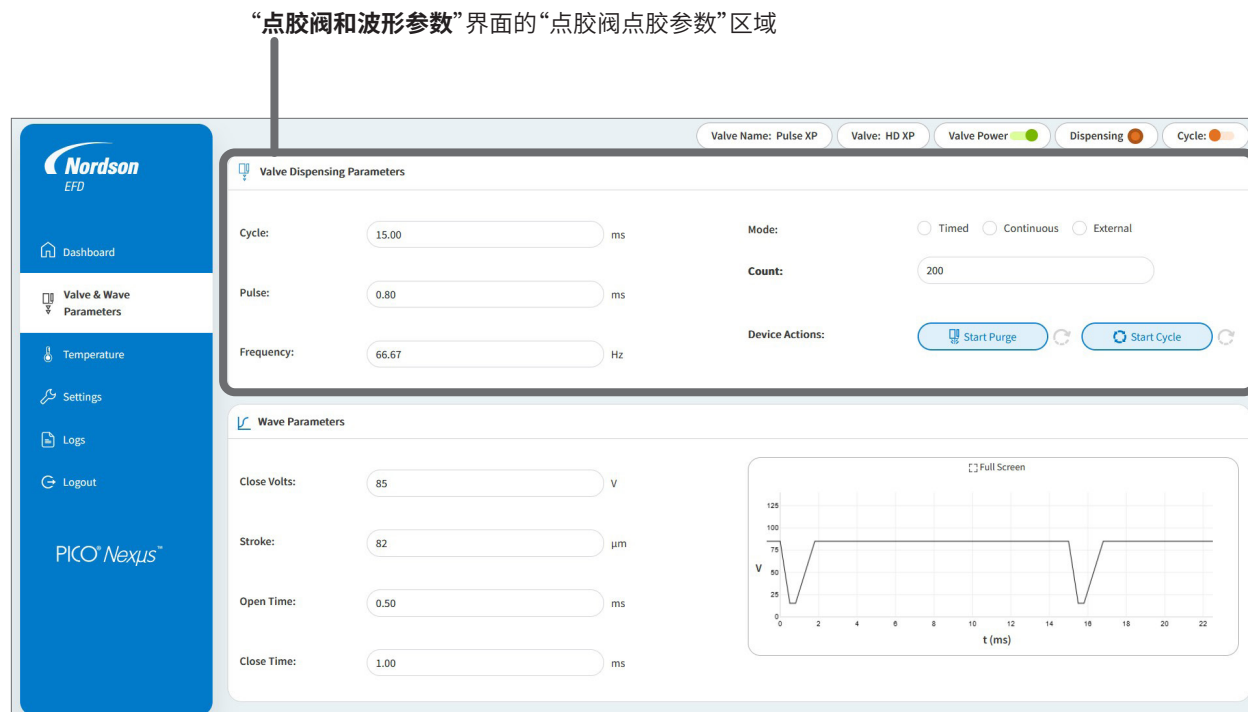 “点胶阀和波形参数”界面的“点胶阀点胶参数”区域
Valve Name: Pulse XP
Valve: HD XP
Valve Power
Dispensing
Cycle:
Nordson
EFD
Dashboard
Valve & Wave
Parameters
Temperature
Settings
Logs
Logout
PICO® Nexμs™
Valve Dispensing Parameters
Cycle: 15.00 ms
Pulse: 0.80 ms
Frequency: 66.67 Hz
Mode: Timed Continuous External
Count: 200
Device Actions: Start Purge Start Cycle
Wave Parameters
Close Volts: 85 V
Stroke: 82 μm
Open Time: 0.50 ms
Close Time: 1.00 ms
Full Screen
125
100
75
V
50
25
0
0 2 4 6 8 10 12 14 16 18 20 22
t (ms)